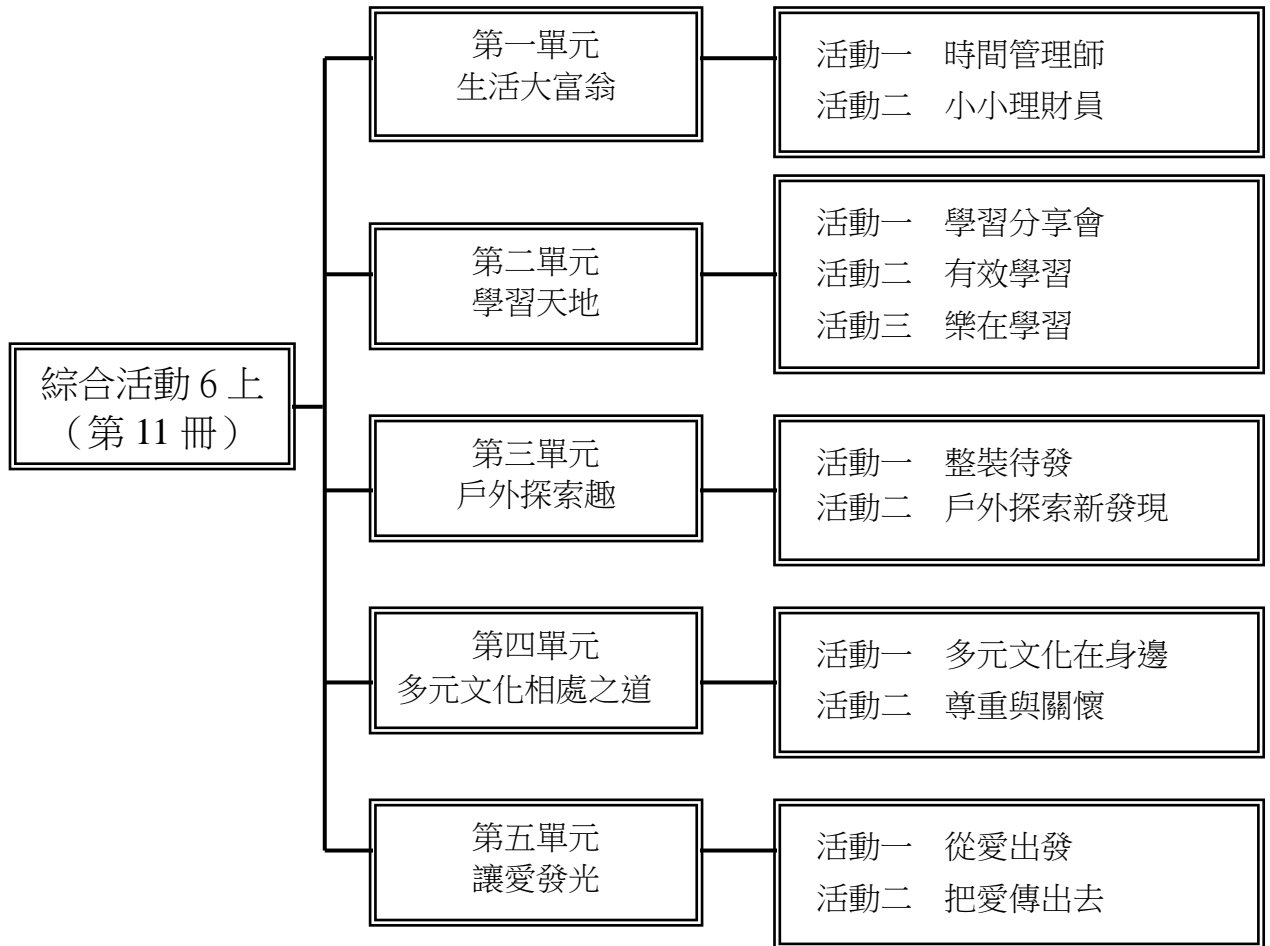 綜合活動 6 上
（第 11 冊）
第一單元
生活大富翁
活動一　時間管理師
活動二　小小理財員
第二單元
學習天地
活動一　學習分享會
活動二　有效學習
活動三　樂在學習
第三單元
戶外探索趣
活動一　整裝待發
活動二　戶外探索新發現
第四單元
多元文化相處之道
活動一　多元文化在身邊
活動二　尊重與關懷
第五單元
讓愛發光
活動一　從愛出發
活動二　把愛傳出去